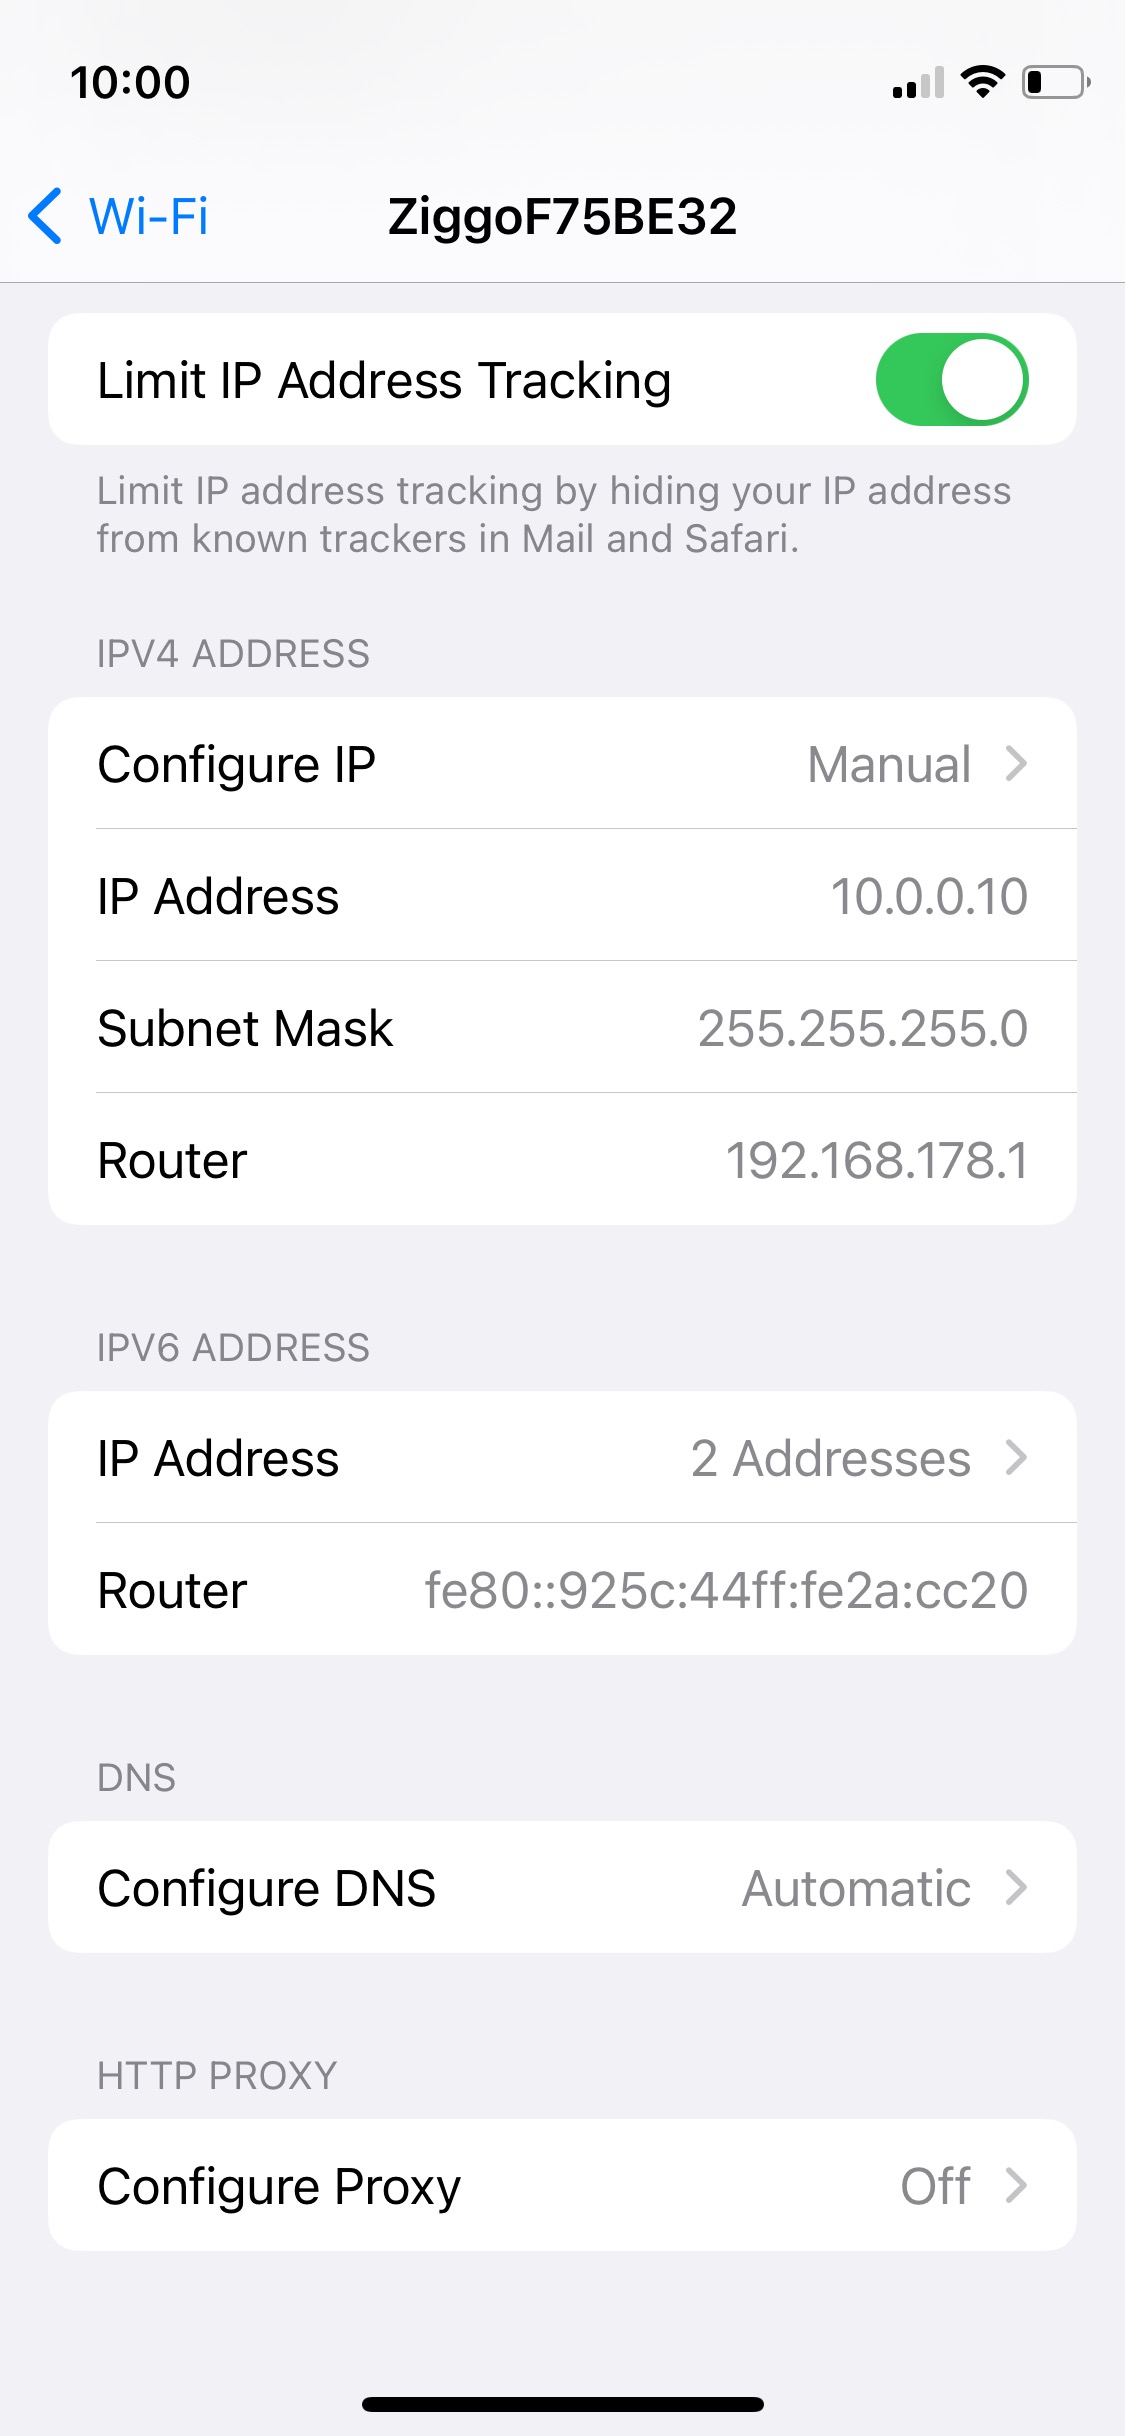 10:00
Wi-Fi
ZiggoF75BE32
Limit IP Address Tracking
Limit IP address tracking by hiding your IP address
from known trackers in Mail and Safari.
IPV4 ADDRESS
Configure IP Manual
IP Address 10.0.0.10
Subnet Mask 255.255.255.0
Router 192.168.178.1
IPV6 ADDRESS
IP Address 2 Addresses
Router fe80::925c:44ff:fe2a:cc20
DNS
Configure DNS Automatic
HTTP PROXY
Configure Proxy Off